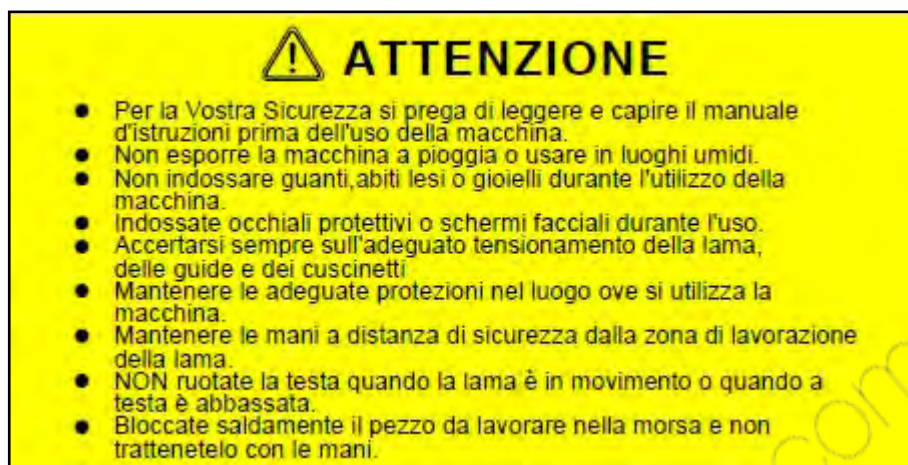 ATTENZIONE
● Per la Vostra Sicurezza si prega di leggere e capire il manuale
d'istruzioni prima dell'uso della macchina.
● Non esporre la macchina a pioggia o usare in luoghi umidi.
● Non indossare guanti,abiti lesi o gioielli durante l'utilizzo della
macchina.
● Indossate occhiali protettivi o schermi facciali durante l'uso.
● Accertarsi sempre sull'adeguato tensionamento della lama,
delle guide e dei cuscinetti
● Mantenere le adeguate protezioni nel luogo ove si utilizza la
macchina.
● Mantenere le mani a distanza di sicurezza dalla zona di lavorazione
della lama.
● NON ruotate la testa quando la lama è in movimento o quando a
testa è abbassata.
● Bloccate saldamente il pezzo da lavorare nella morsa e non
trattenetelo con le mani.
com